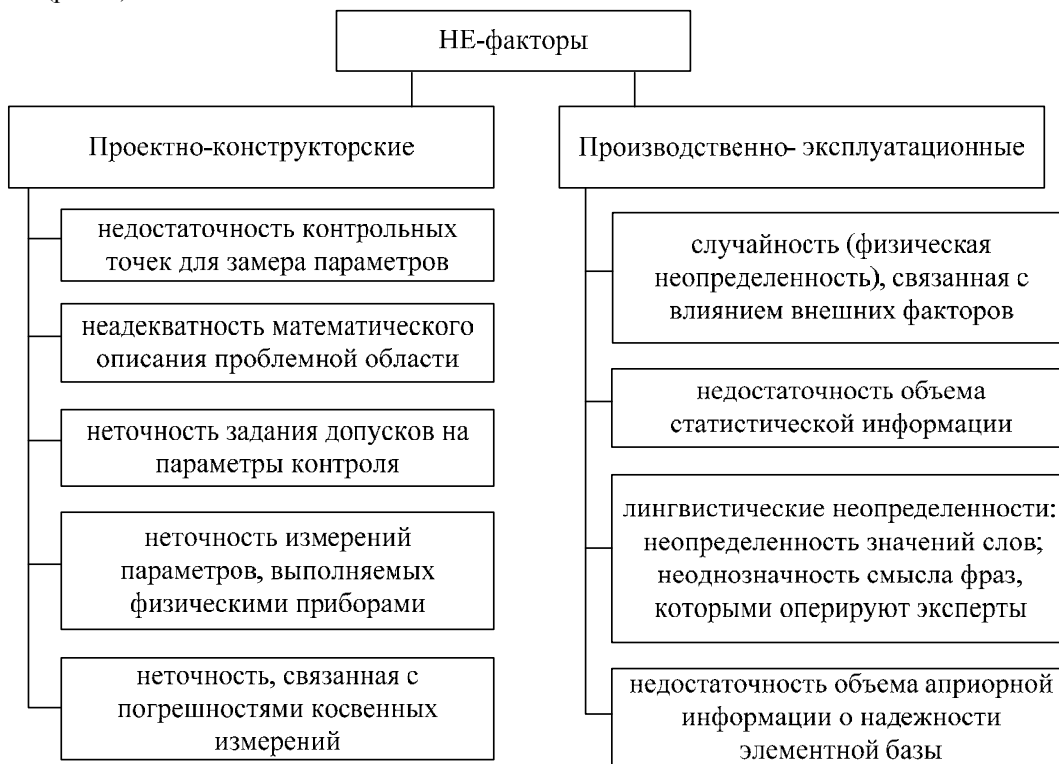 НЕ-факторы
Проектно-конструкторские
недостаточность контрольных
точек для замера параметров
неадекватность математического
описания проблемной области
неточность задания допусков на
параметры контроля
неточность измерений
параметров, выполняемых
физическими приборами
неточность, связанная с
погрешностями косвенных
измерений
Производственно- эксплуатационные
случайность (физическая
неопределенность), связанная с
влиянием внешних факторов
недостаточность объема
статистической информации
лингвистические неопределенности:
неопределенность значений слов;
неоднозначность смысла фраз,
которыми оперируют эксперты
недостаточность объема априорной
информации о надежности
элементной базы